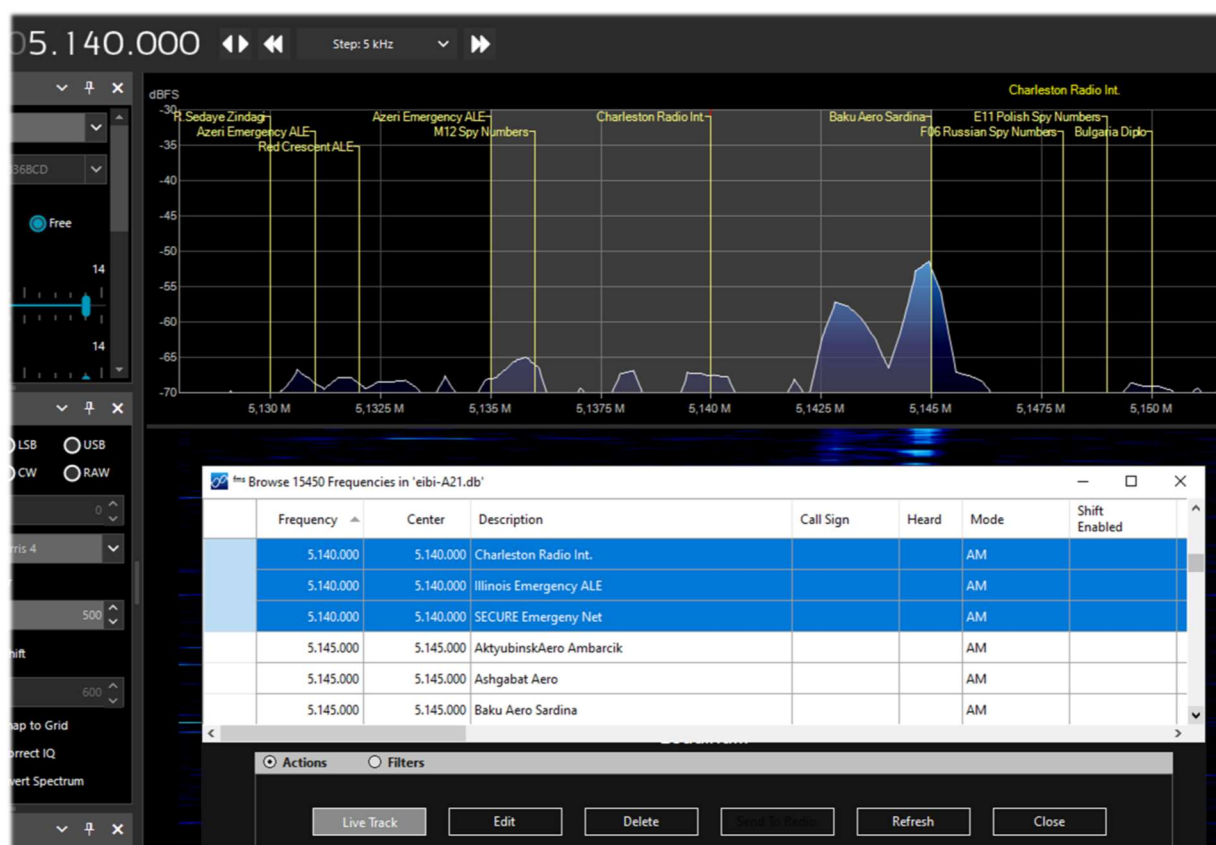 05.140.000 Step: 5 kHz
dBFS Charleston Radio Int.
-30
R.Sedaye Zindagi Azeri Emergency ALE Charleston Radio Int. Baku Aero Sardina E11 Polish Spy Numbers
Azeri Emergency ALE M12 Spy Numbers F06 Russian Spy Numbers Bulgaria Diplo
Red Crescent ALE
-35
36BCD
-40
-45
Free
-50
14
-55
-60
14
-65
-70
5,130 M 5,1325 M 5,135 M 5,1375 M 5,140 M 5,1425 M 5,145 M 5,1475 M 5,150 M
LSB USB
CW RAW
0
500
600
fms Browse 15450 Frequencies in 'eibi-A21.db'
Frequency Center Description Call Sign Heard Mode Shift Enabled
5.140.000 5.140.000 Charleston Radio Int. AM
5.140.000 5.140.000 Illinois Emergency ALE AM
5.140.000 5.140.000 SECURE Emergeny Net AM
5.145.000 5.145.000 AktyubinskAero Ambarcik AM
5.145.000 5.145.000 Ashgabat Aero AM
5.145.000 5.145.000 Baku Aero Sardina AM
to Grid
IQ
Spectrum
Actions Filters
Live Track Edit Delete Send To Radio Refresh Close